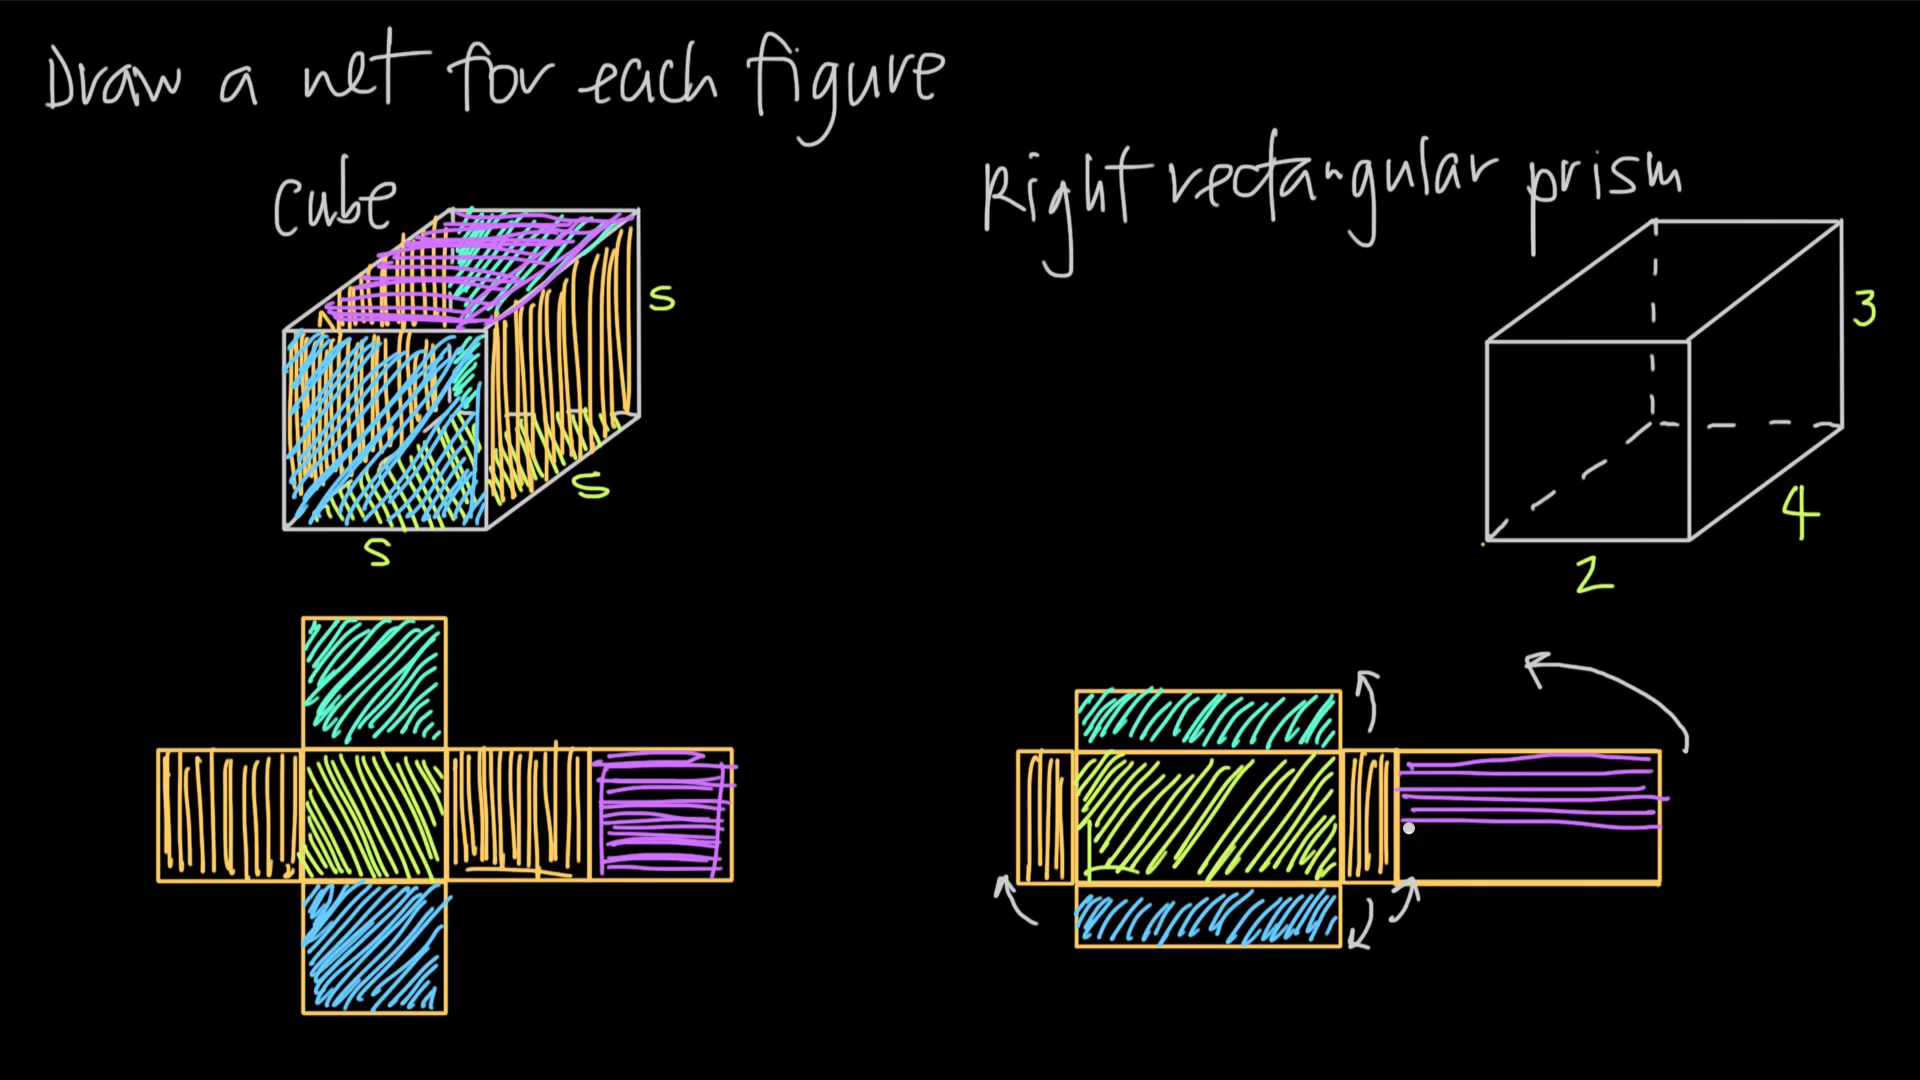 Draw a net for each figure
cube
Right rectangular prism
s
s
s
3
4
2